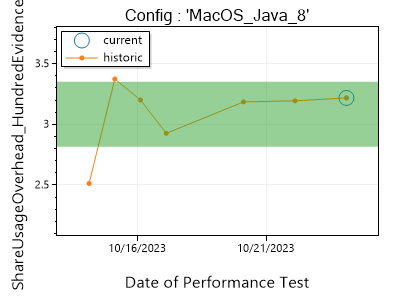 Config : 'MacOS_Java_8'
current
historic
3.5
3
2.5
ShareUsageOverhead_HundredEvidence
10/16/2023
10/21/2023
Date of Performance Test